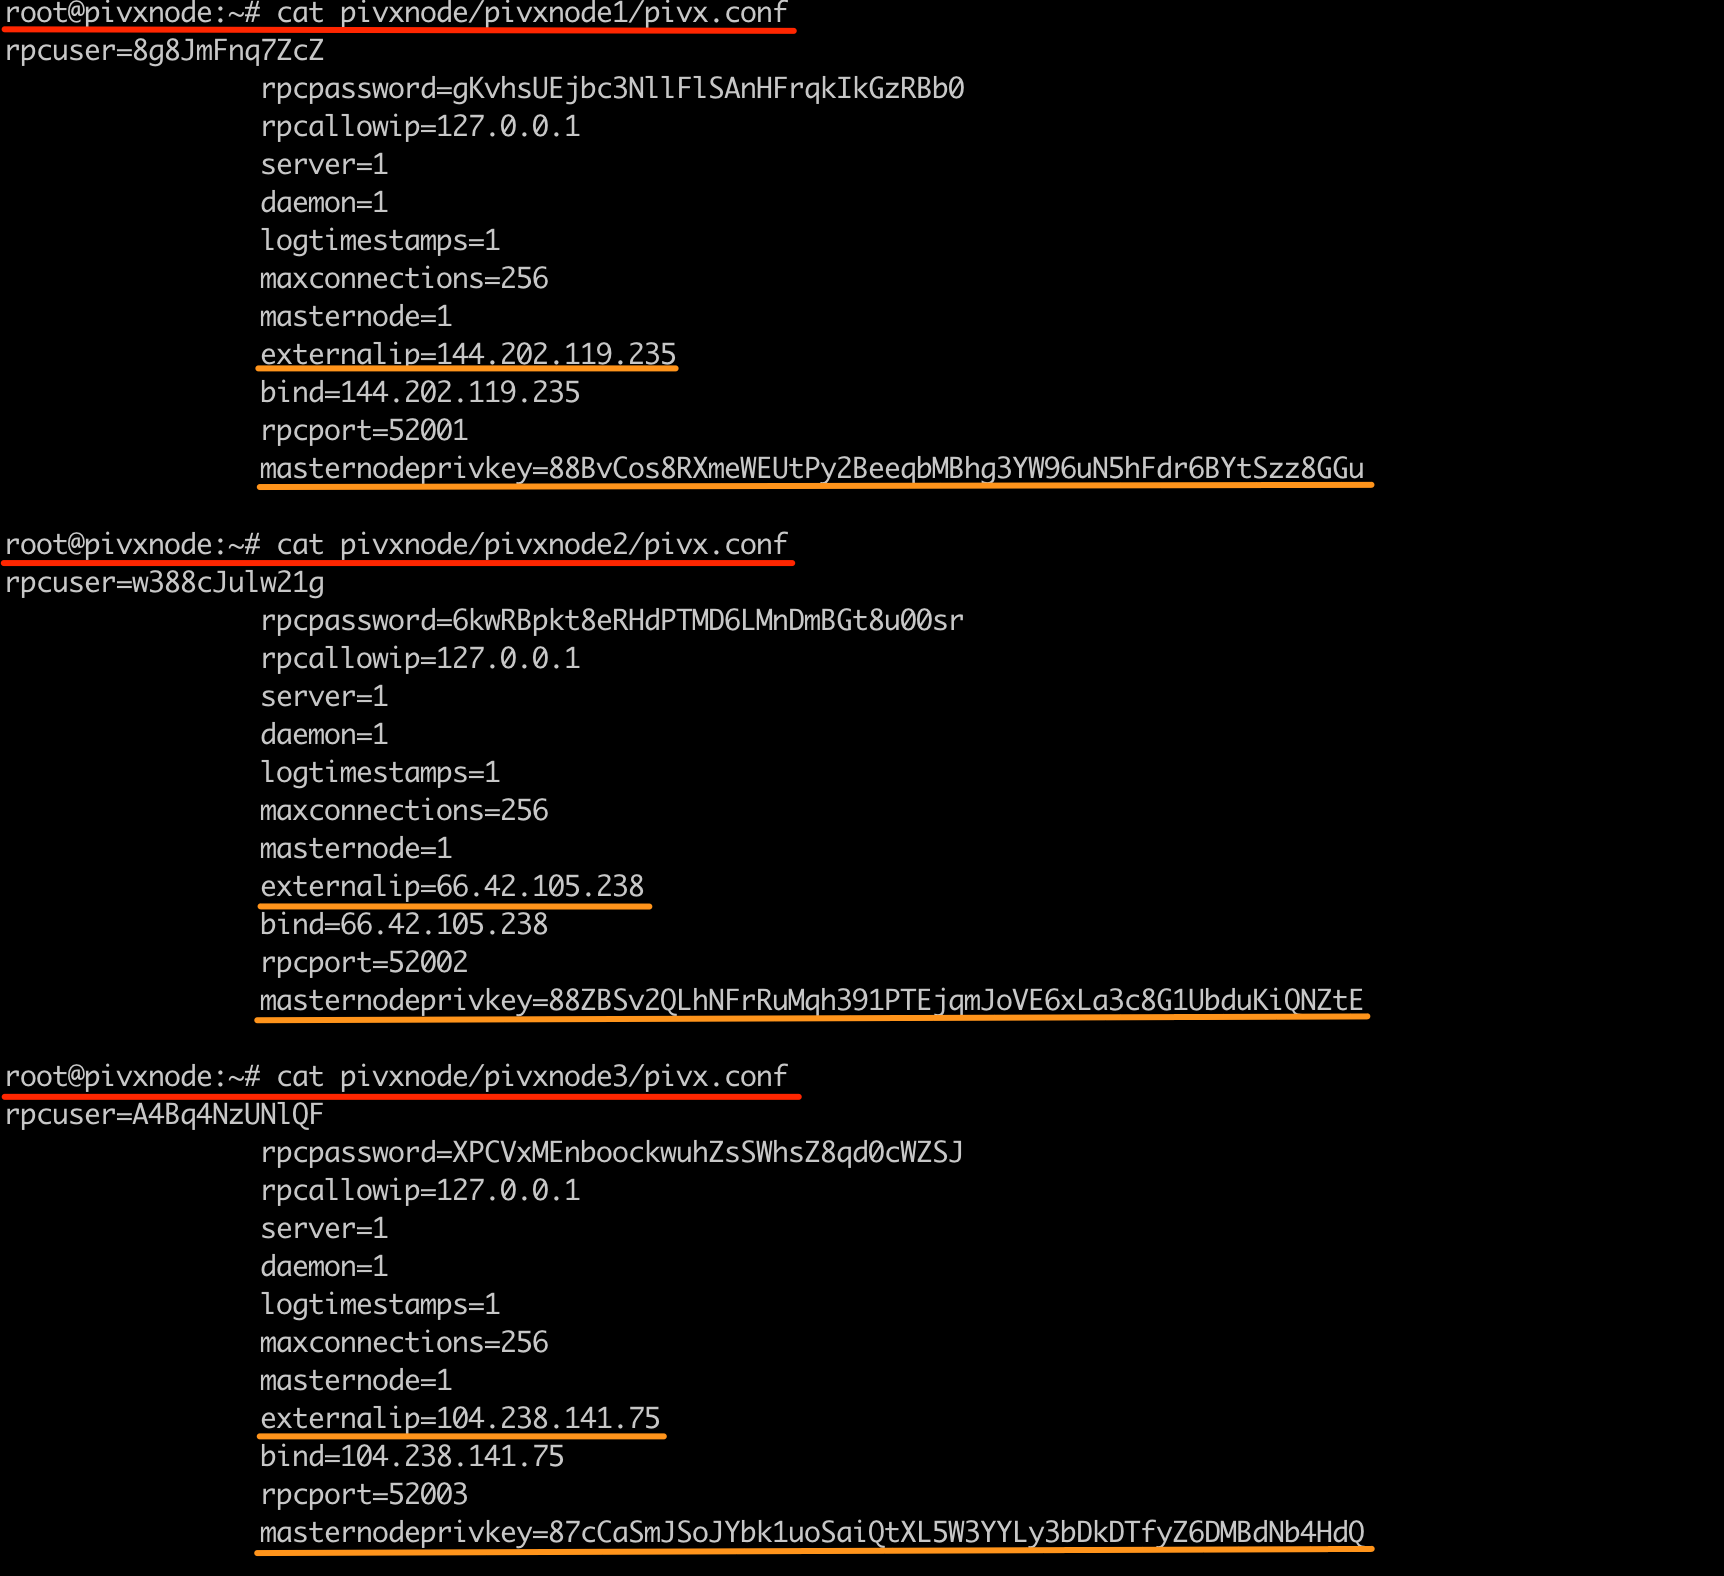 root@pivxnode:~# cat pivxnode/pivxnode1/pivx.conf
rpcuser=8g8JmFnq7ZcZ
rpcpassword=gKvhsUEjbc3NllFlSAnHFrqkIkGzRBb0
rpcallowip=127.0.0.1
server=1
daemon=1
logtimestamps=1
maxconnections=256
masternode=1
externalip=144.202.119.235
bind=144.202.119.235
rpcport=52001
masternodeprivkey=88BvCos8RXmeWEUtPy2BeeqbMBhg3YW96uN5hFdr6BYtSzz8GGu
root@pivxnode:~# cat pivxnode/pivxnode2/pivx.conf
rpcuser=w388cJulw21g
rpcpassword=6kwRBpkt8eRHdPTMD6LMnDmBGt8u00sr
rpcallowip=127.0.0.1
server=1
daemon=1
logtimestamps=1
maxconnections=256
masternode=1
externalip=66.42.105.238
bind=66.42.105.238
rpcport=52002
masternodeprivkey=88ZBSv2QLhNFrRuMqh391PTEjqmJoVE6xLa3c8G1UbduKiQNZtE
root@pivxnode:~# cat pivxnode/pivxnode3/pivx.conf
rpcuser=A4Bq4NzUNlQF
rpcpassword=XPCVxMEnboockwuhZsSWhsZ8qd0cWZSJ
rpcallowip=127.0.0.1
server=1
daemon=1
logtimestamps=1
maxconnections=256
masternode=1
externalip=104.238.141.75
bind=104.238.141.75
rpcport=52003
masternodeprivkey=87cCaSmJSoJYbk1uoSaiQtXL5W3YYLy3bDkDTfyZ6DMBdNb4HdQ